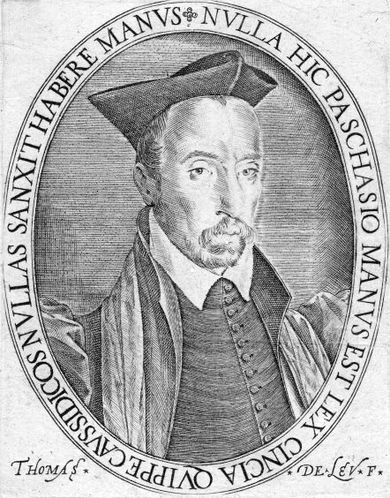 NVLLA HIC PASCHASIO MANVS EST LEX CINCIA QVIPPE CAVSSIDICOS NVLLAS SANXIT HABERE MANVS
THOMAS · DE · LEV · F ·